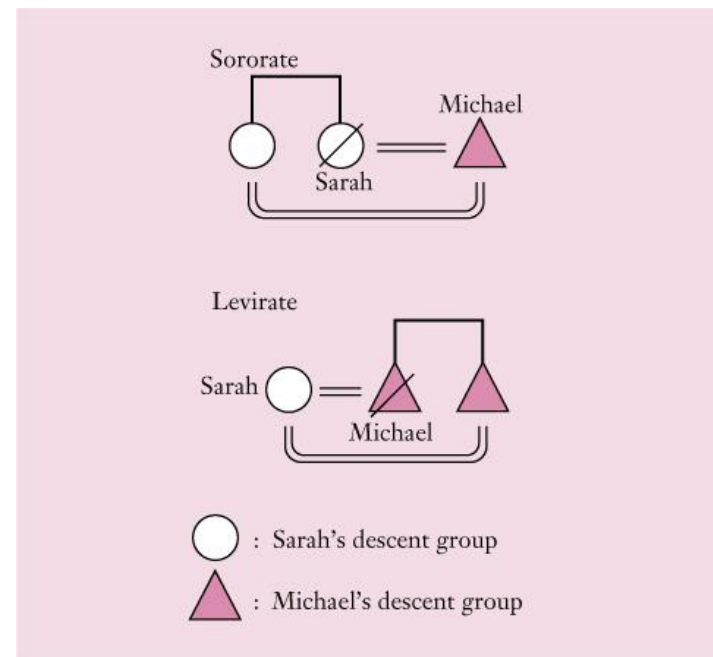 Sororate
Michael
Sarah
Levirate
Sarah
Michael
: Sarah's descent group
: Michael's descent group